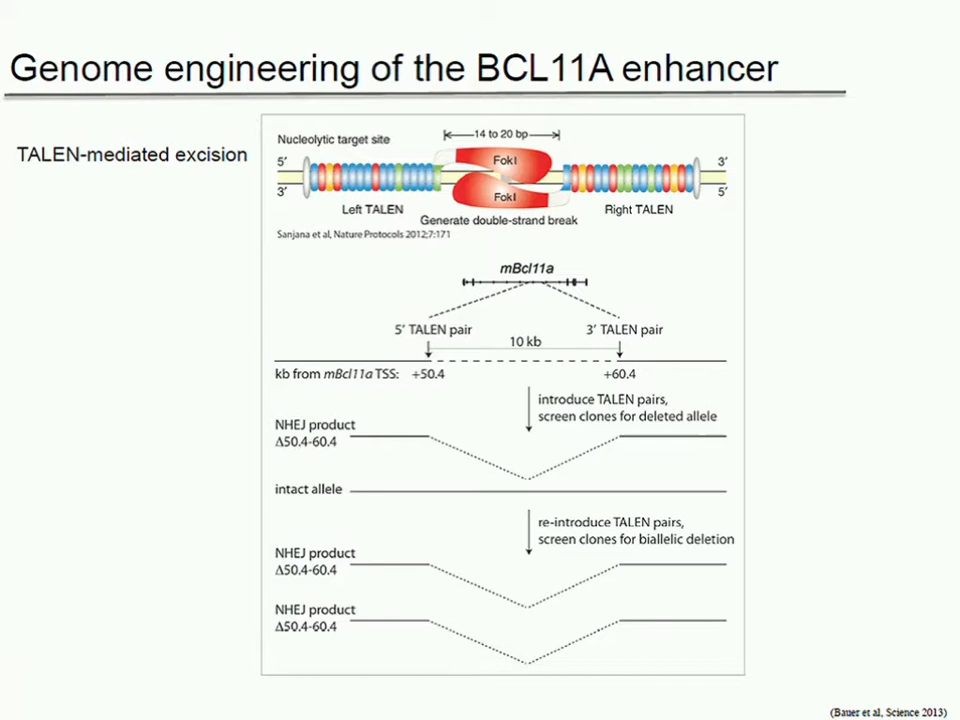 Genome engineering of the BCL11A enhancer
TALEN-mediated excision
Nucleolytic target site
14 to 20 bp
5′
3′
FokI
FokI
3′
5′
Left TALEN
Generate double-strand break
Right TALEN
Sanjana et al, Nature Protocols 2012;7:171
mBcl11a
5′ TALEN pair
3′ TALEN pair
10 kb
kb from mBcl11a TSS:
+50.4
+60.4
introduce TALEN pairs,
screen clones for deleted allele
NHEJ product
Δ50.4-60.4
intact allele
re-introduce TALEN pairs,
screen clones for biallelic deletion
NHEJ product
Δ50.4-60.4
NHEJ product
Δ50.4-60.4
(Bauer et al, Science 2013)